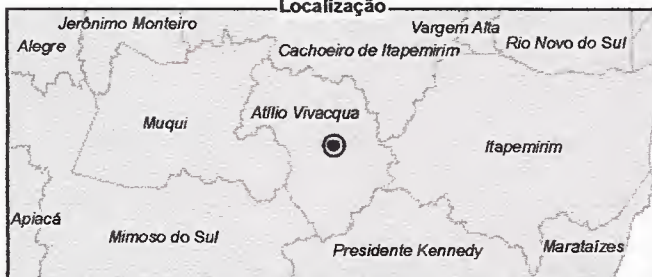 Localização
Jerônimo Monteiro
Vargem Alta
Alegre
Cachoeiro de Itapemirim
Rio Novo do Sul
Atílio Vivacqua
Muqui
Itapemirim
Apiacá
Mimoso do Sul
Presidente Kennedy
Marataízes